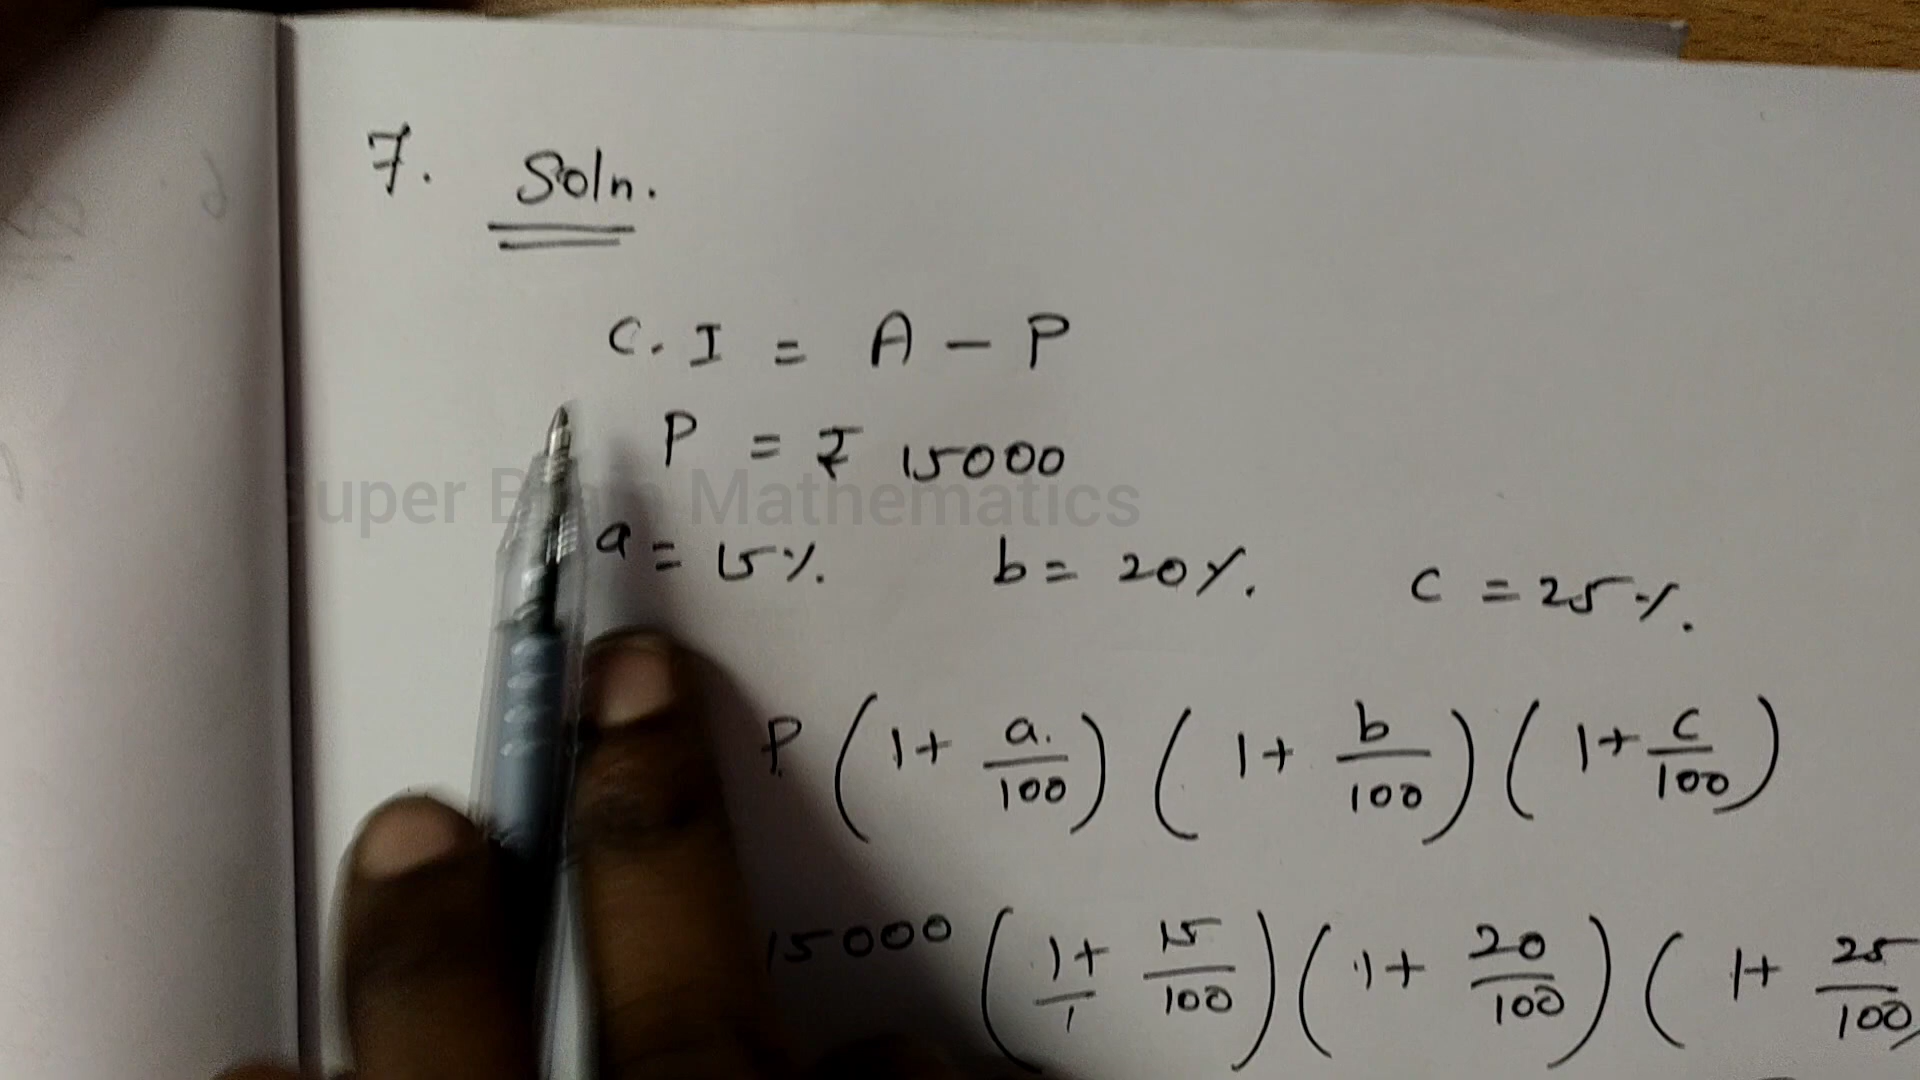 7. Soln.
C.I = A - P
P = ₹ 15000
Super Brain Mathematics
a = 15%. b = 20%. c = 25%.
P (1 + a/100) (1 + b/100) (1 + c/100)
15000 (1/1 + 15/100) (1 + 20/100) (1 + 25/100)